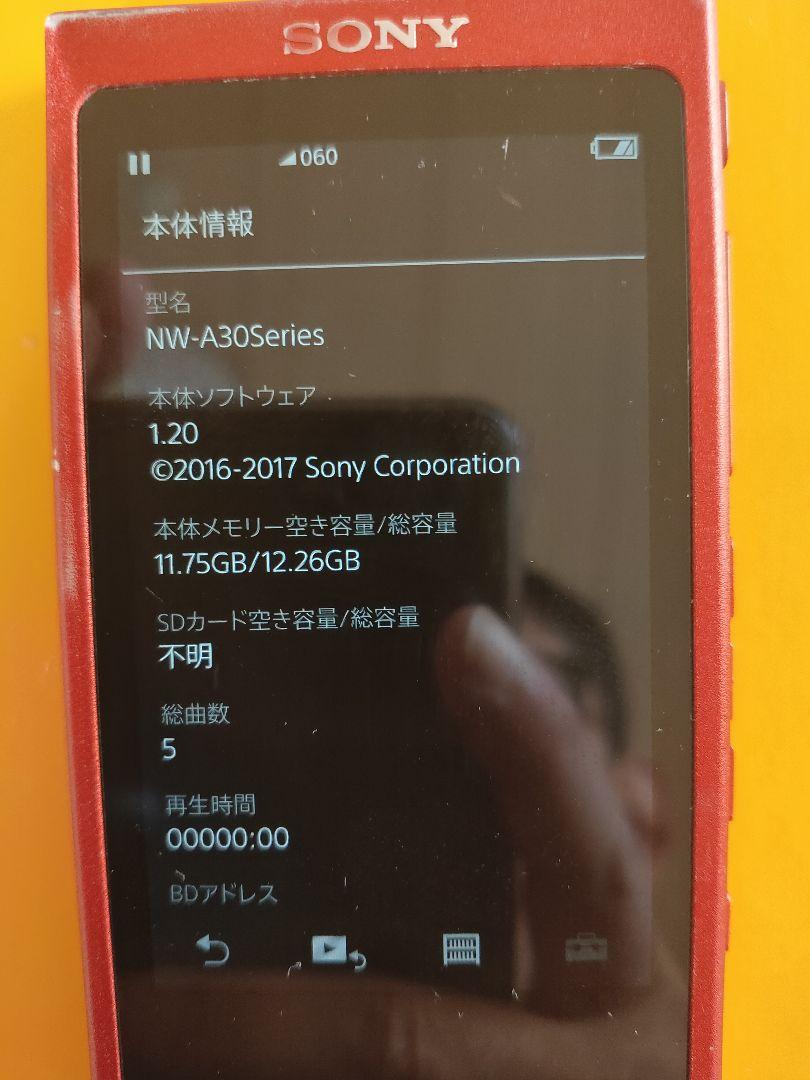 SONY
060
本体情報
型名
NW-A30Series
本体ソフトウェア
1.20
©2016-2017 Sony Corporation
本体メモリー空き容量/総容量
11.75GB/12.26GB
SDカード空き容量/総容量
不明
総曲数
5
再生時間
00000:00
BDアドレス